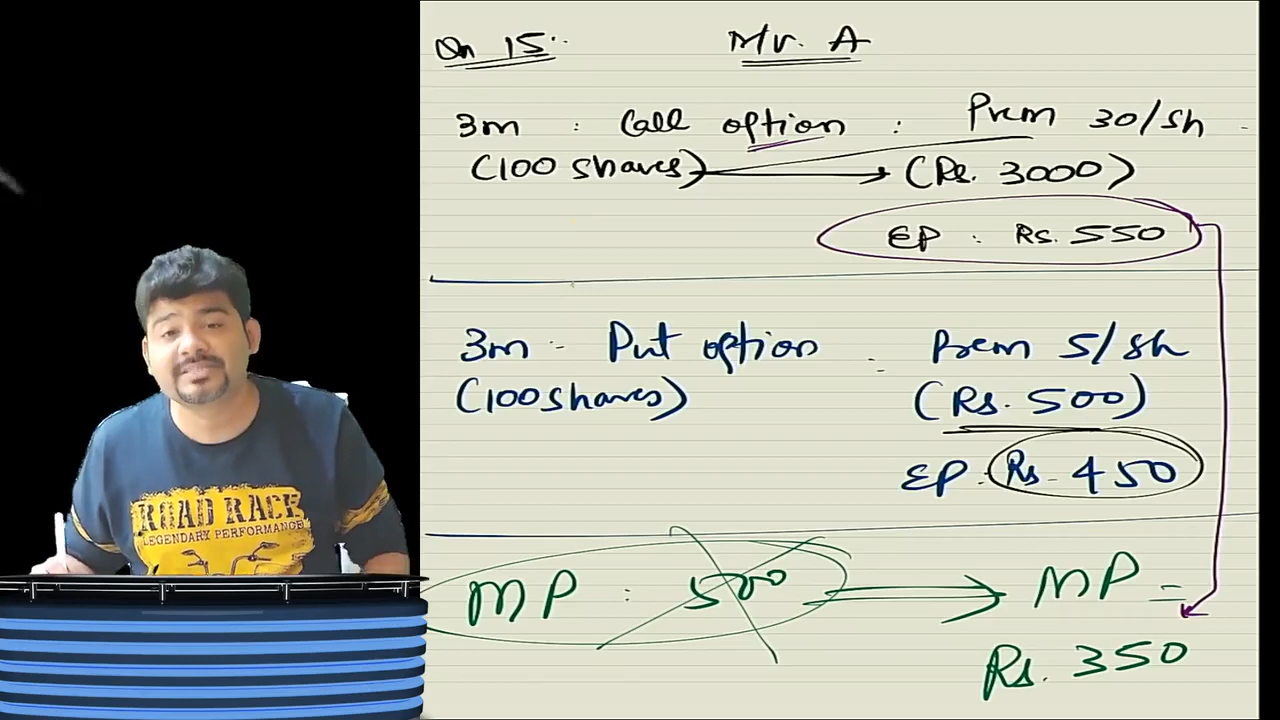 On 15:
Mr. A
3m : Call option : Prem 30/sh
(100 shares) → (Rs. 3000)
EP : Rs. 550
3m - Put option - Prem 5/sh
(100 shares) (Rs. 500)
EP : Rs - 450
MP : 500 MP =
Rs. 350
ROAD RACE
LEGENDARY PERFORMANCE